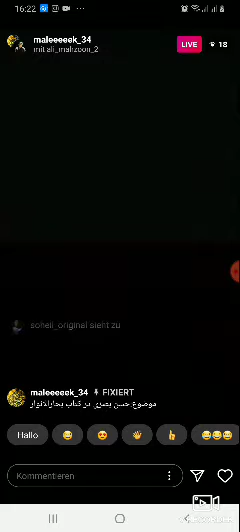 16:22
maleeeeek_34
mit ali_mahzoon_2
LIVE
18
soheil_original sieht zu
maleeeeek_34 FIXIERT
موضوع حسن بصری در کتاب بحارالانوار
Hallo
Kommentieren